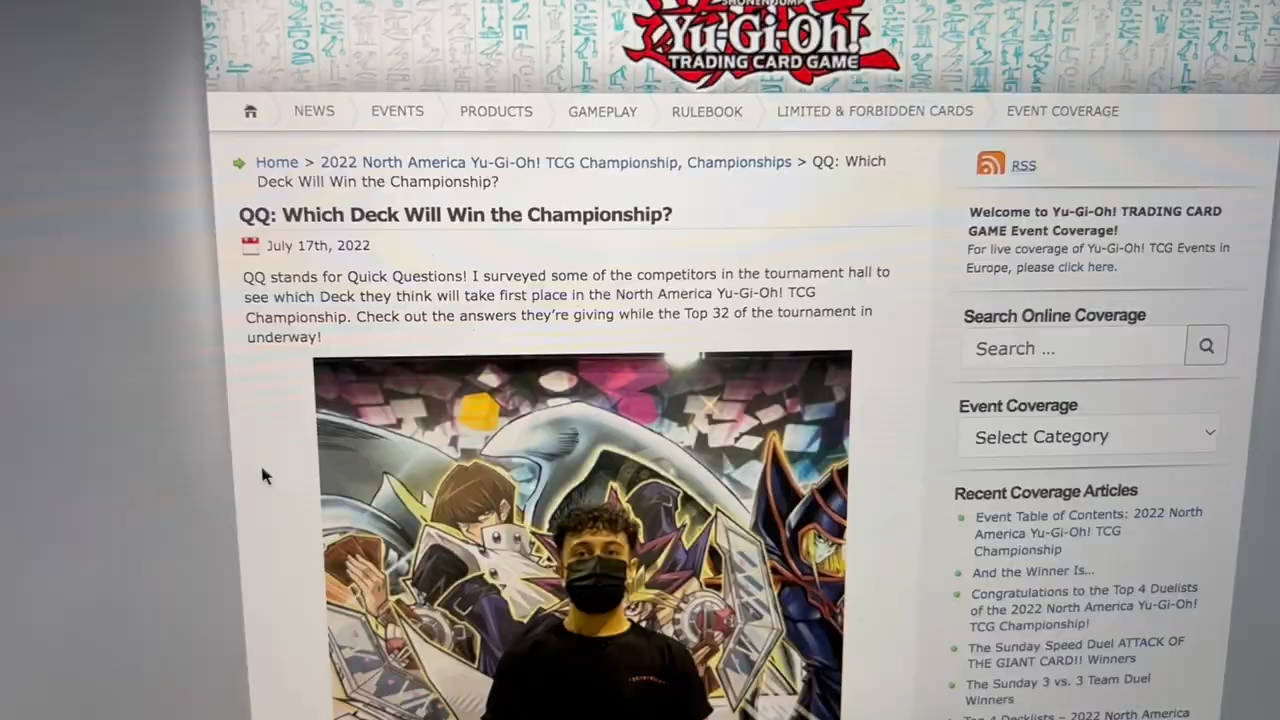 SHONEN JUMP
Yu-Gi-Oh!
TRADING CARD GAME
NEWS EVENTS PRODUCTS GAMEPLAY RULEBOOK LIMITED & FORBIDDEN CARDS EVENT COVERAGE
Home > 2022 North America Yu-Gi-Oh! TCG Championship, Championships > QQ: Which
Deck Will Win the Championship?
QQ: Which Deck Will Win the Championship?
July 17th, 2022
QQ stands for Quick Questions! I surveyed some of the competitors in the tournament hall to
see which Deck they think will take first place in the North America Yu-Gi-Oh! TCG
Championship. Check out the answers they're giving while the Top 32 of the tournament in
underway!
RSS
Welcome to Yu-Gi-Oh! TRADING CARD
GAME Event Coverage!
For live coverage of Yu-Gi-Oh! TCG Events in
Europe, please click here.
Search Online Coverage
Search ...
Event Coverage
Select Category
Recent Coverage Articles
Event Table of Contents: 2022 North
America Yu-Gi-Oh! TCG
Championship
And the Winner Is...
Congratulations to the Top 4 Duelists
of the 2022 North America Yu-Gi-Oh!
TCG Championship!
The Sunday Speed Duel ATTACK OF
THE GIANT CARD!! Winners
The Sunday 3 vs. 3 Team Duel
Winners
Top 4 Decklists – 2022 North America